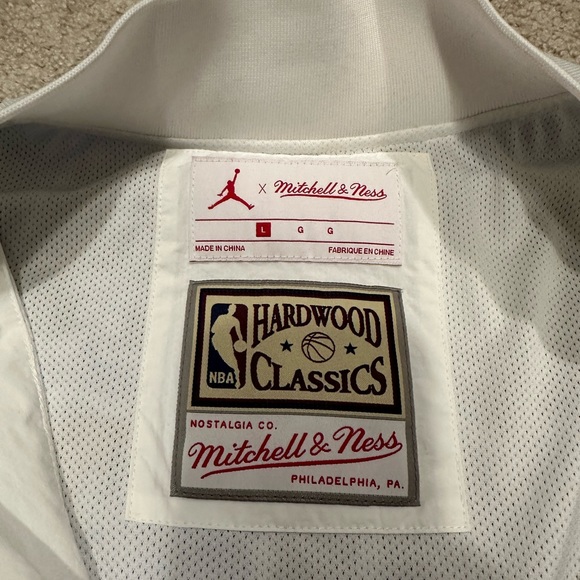 X Mitchell & Ness
L G G
MADE IN CHINA FABRIQUE EN CHINE
HARDWOOD
CLASSICS
NBA
NOSTALGIA CO.
Mitchell & Ness
PHILADELPHIA, PA.